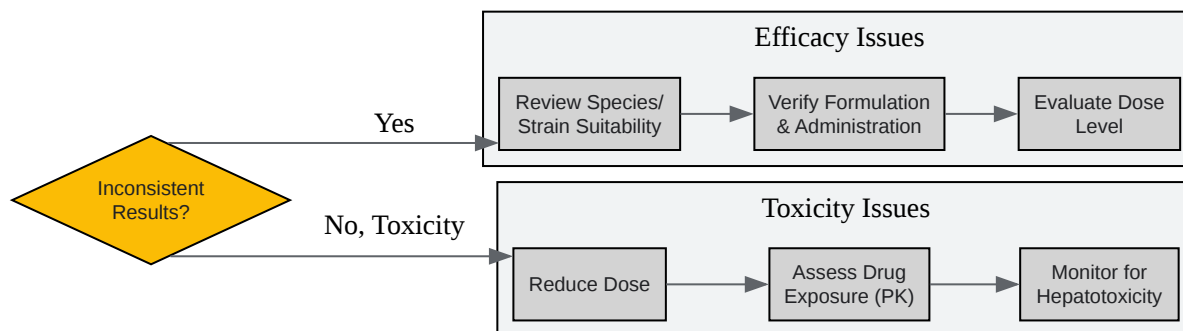 Efficacy Issues
Review Species/
Strain Suitability
Verify Formulation
& Administration
Evaluate Dose
Level
Yes
Inconsistent
Results?
No, Toxicity
Toxicity Issues
Reduce Dose
Assess Drug
Exposure (PK)
Monitor for
Hepatotoxicity